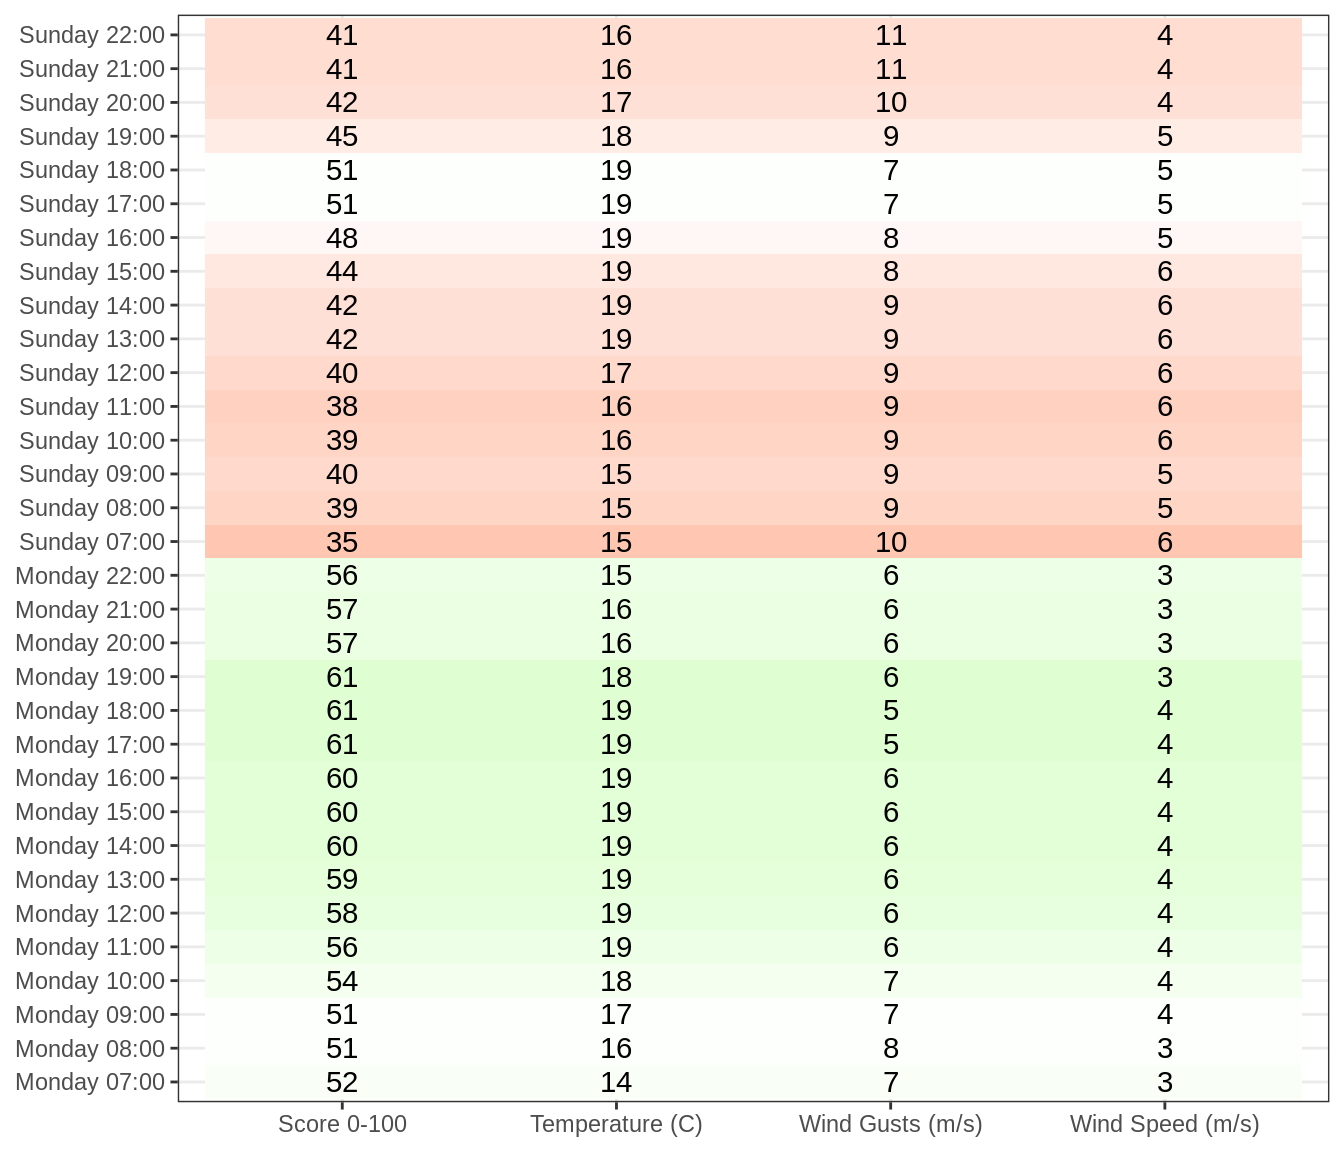 Sunday 22:00 41 16 11 4
Sunday 21:00 41 16 11 4
Sunday 20:00 42 17 10 4
Sunday 19:00 45 18 9 5
Sunday 18:00 51 19 7 5
Sunday 17:00 51 19 7 5
Sunday 16:00 48 19 8 5
Sunday 15:00 44 19 8 6
Sunday 14:00 42 19 9 6
Sunday 13:00 42 19 9 6
Sunday 12:00 40 17 9 6
Sunday 11:00 38 16 9 6
Sunday 10:00 39 16 9 6
Sunday 09:00 40 15 9 5
Sunday 08:00 39 15 9 5
Sunday 07:00 35 15 10 6
Monday 22:00 56 15 6 3
Monday 21:00 57 16 6 3
Monday 20:00 57 16 6 3
Monday 19:00 61 18 6 3
Monday 18:00 61 19 5 4
Monday 17:00 61 19 5 4
Monday 16:00 60 19 6 4
Monday 15:00 60 19 6 4
Monday 14:00 60 19 6 4
Monday 13:00 59 19 6 4
Monday 12:00 58 19 6 4
Monday 11:00 56 19 6 4
Monday 10:00 54 18 7 4
Monday 09:00 51 17 7 4
Monday 08:00 51 16 8 3
Monday 07:00 52 14 7 3
Score 0-100 Temperature (C) Wind Gusts (m/s) Wind Speed (m/s)